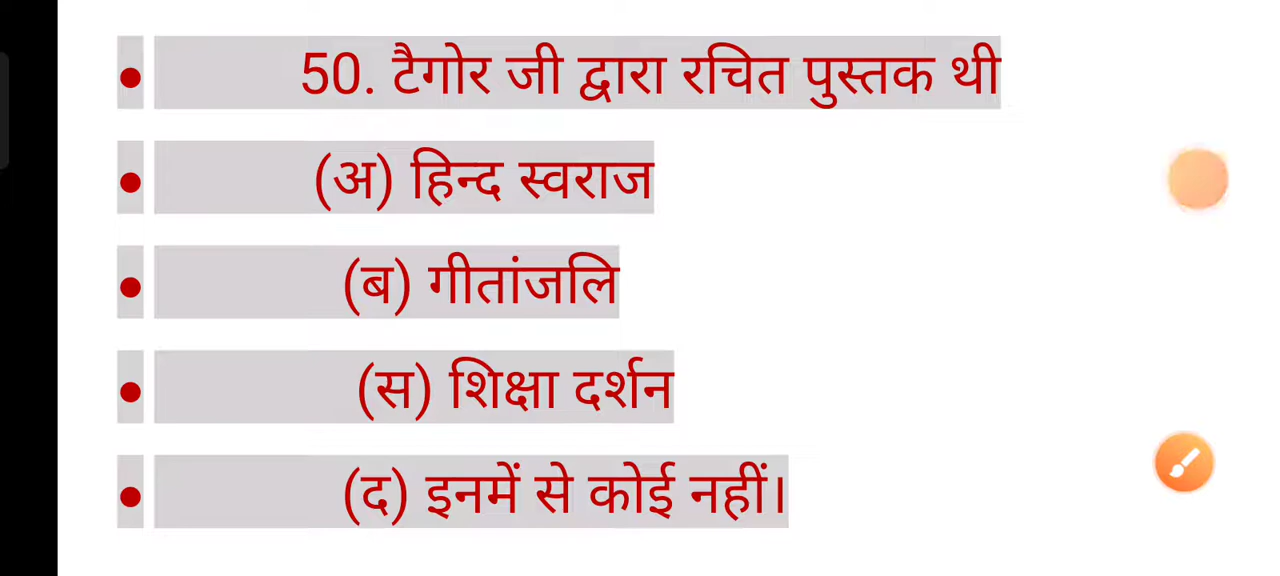 • 50. टैगोर जी द्वारा रचित पुस्तक थी
• (अ) हिन्द स्वराज
• (ब) गीतांजलि
• (स) शिक्षा दर्शन
• (द) इनमें से कोई नहीं।